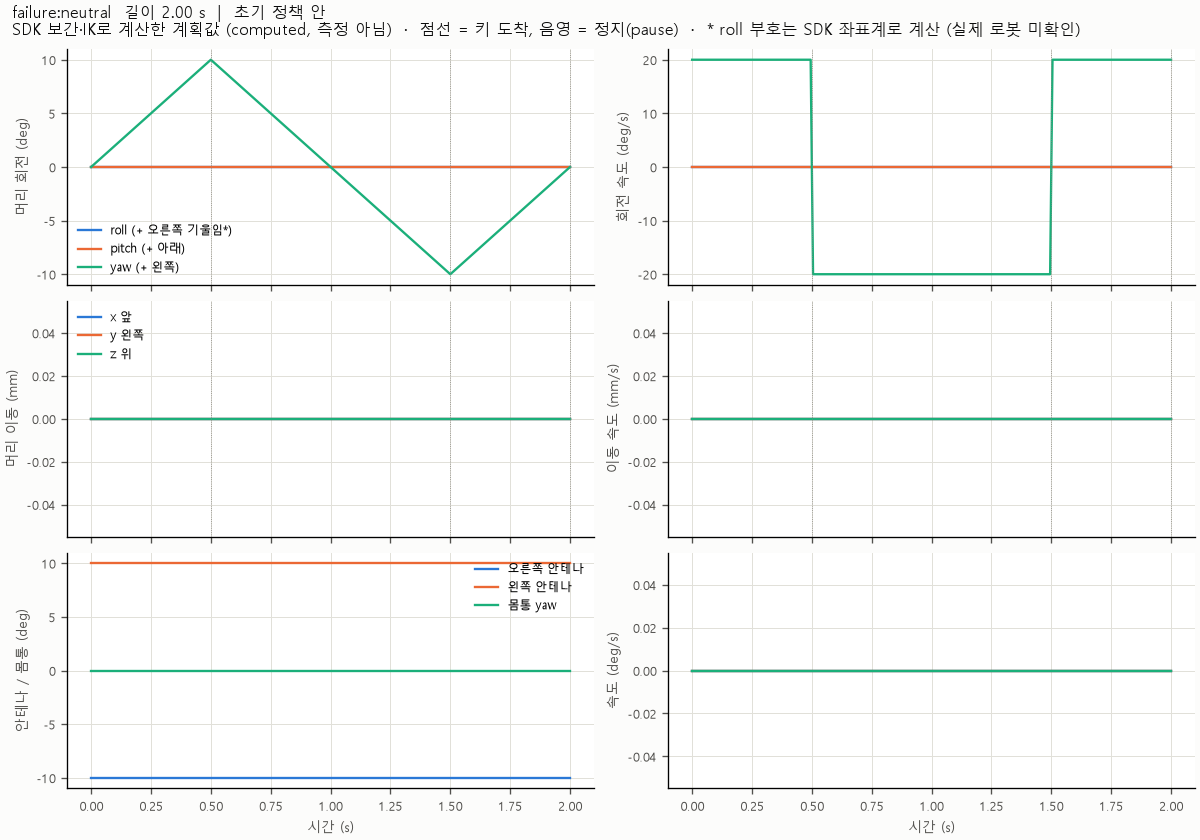 failure:neutral 길이 2.00 s | 초기 정책 안
SDK 보간·IK로 계산한 계획값 (computed, 측정 아님) · 점선 = 키 도착, 음영 = 정지(pause) · * roll 부호는 SDK 좌표계로 계산 (실제 로봇 미확인)
머리 회전 (deg)
10
5
0
-5
-10
roll (+ 오른쪽 기울임*)
pitch (+ 아래)
yaw (+ 왼쪽)
회전 속도 (deg/s)
20
10
0
-10
-20
머리 이동 (mm)
0.04
0.02
0.00
-0.02
-0.04
x 앞
y 왼쪽
z 위
이동 속도 (mm/s)
0.04
0.02
0.00
-0.02
-0.04
안테나 / 몸통 (deg)
10
5
0
-5
-10
오른쪽 안테나
왼쪽 안테나
몸통 yaw
0.00 0.25 0.50 0.75 1.00 1.25 1.50 1.75 2.00
시간 (s)
속도 (deg/s)
0.04
0.02
0.00
-0.02
-0.04
0.00 0.25 0.50 0.75 1.00 1.25 1.50 1.75 2.00
시간 (s)